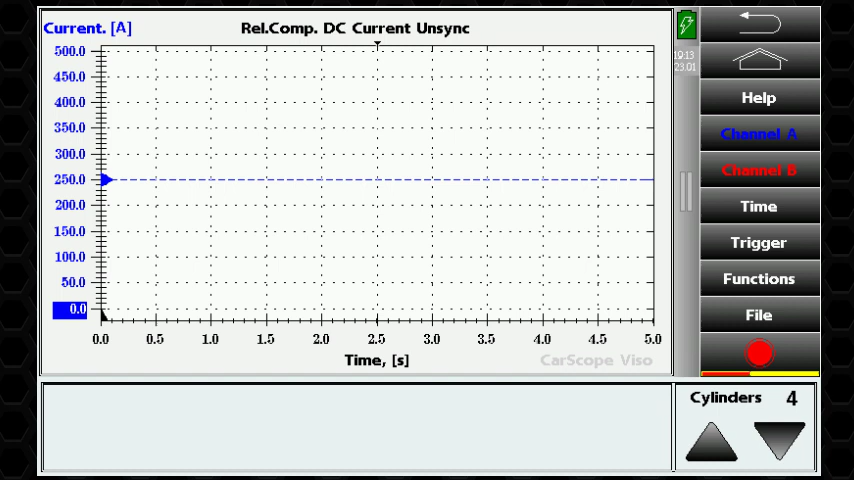 Current. [A]
Rel.Comp. DC Current Unsync
500.0
450.0
400.0
350.0
300.0
250.0
200.0
150.0
100.0
50.0
0.0
0.0 0.5 1.0 1.5 2.0 2.5 3.0 3.5 4.0 4.5 5.0
Time, [s]
CarScope Viso
19:13
23.01
Help
Channel A
Channel B
Time
Trigger
Functions
File
Cylinders 4